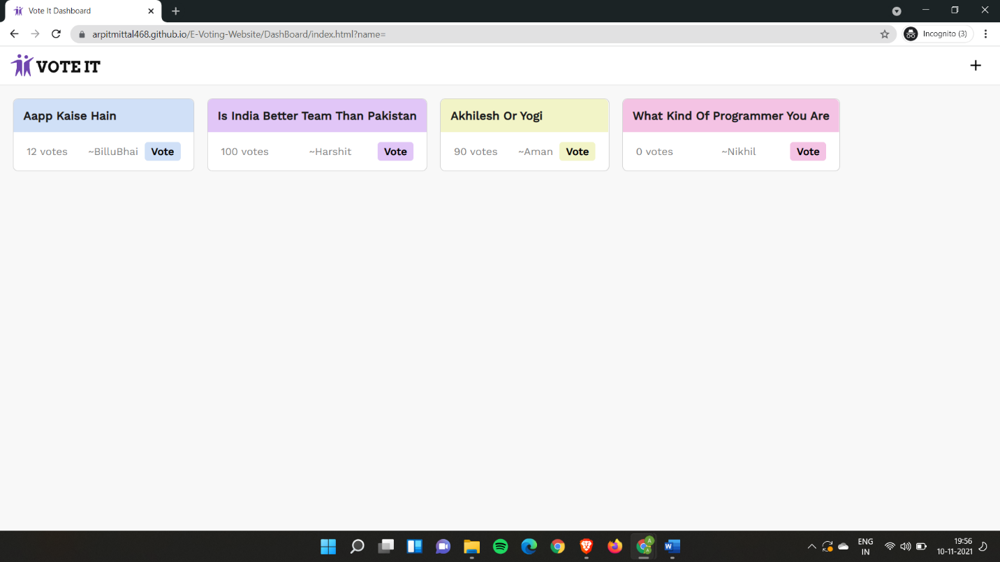 Vote It Dashboard
arpitmittal468.github.io/E-Voting-Website/DashBoard/index.html?name=
Incognito (3)
VOTE IT
Aapp Kaise Hain
12 votes ~BilluBhai Vote
Is India Better Team Than Pakistan
100 votes ~Harshit Vote
Akhilesh Or Yogi
90 votes ~Aman Vote
What Kind Of Programmer You Are
0 votes ~Nikhil Vote
ENG
IN
19:56
10-11-2021